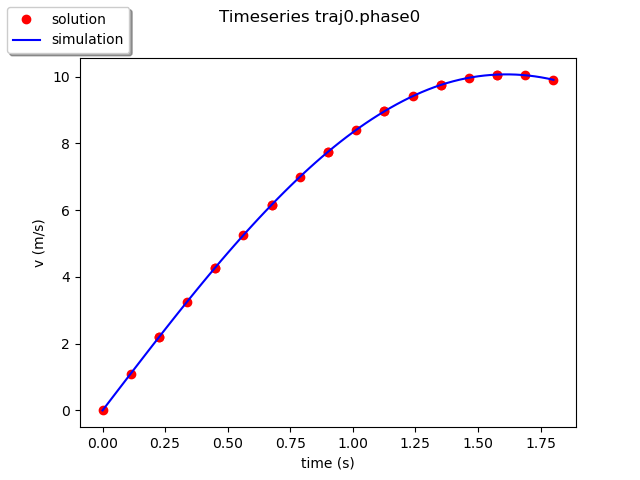 Timeseries traj0.phase0
solution
simulation
10
8
6
4
2
0
v (m/s)
0.00 0.25 0.50 0.75 1.00 1.25 1.50 1.75
time (s)